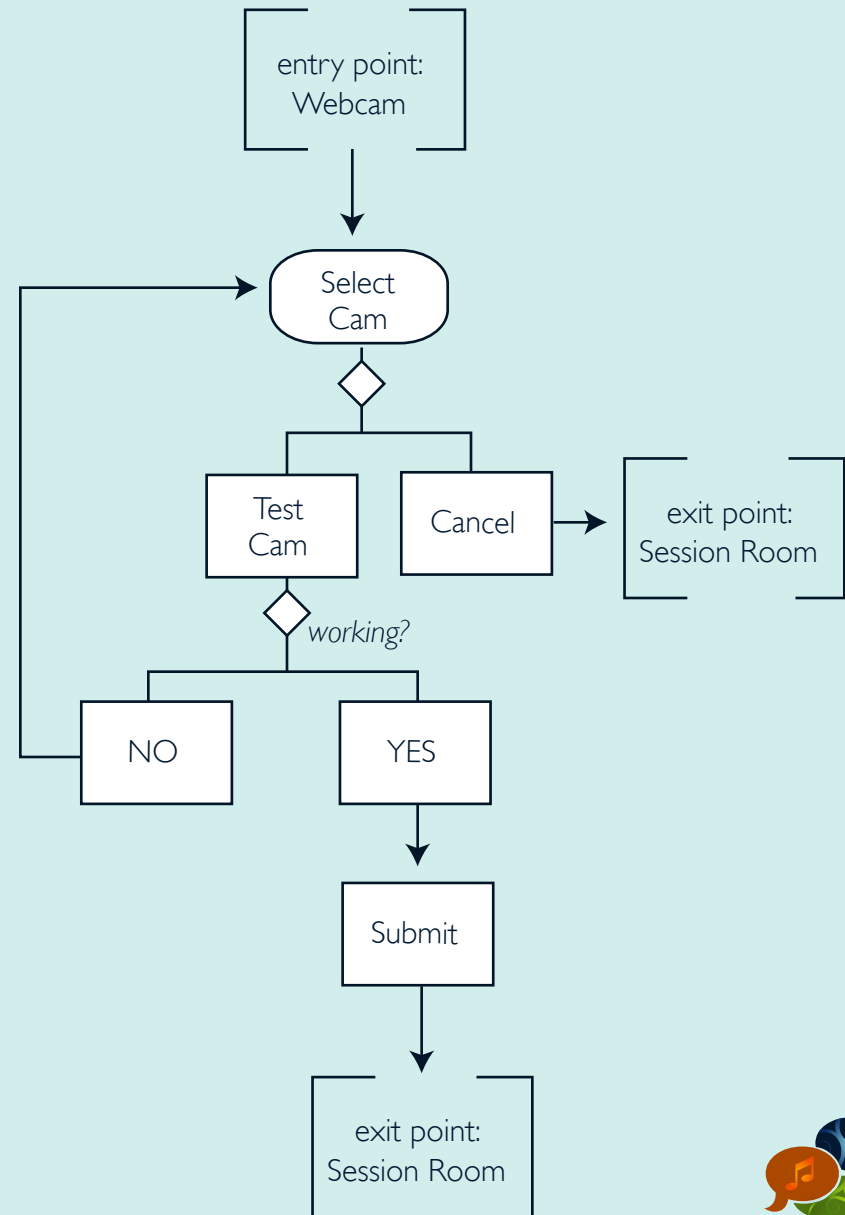 entry point:
Webcam
Select
Cam
Test
Cam
Cancel
exit point:
Session Room
working?
NO
YES
Submit
exit point:
Session Room